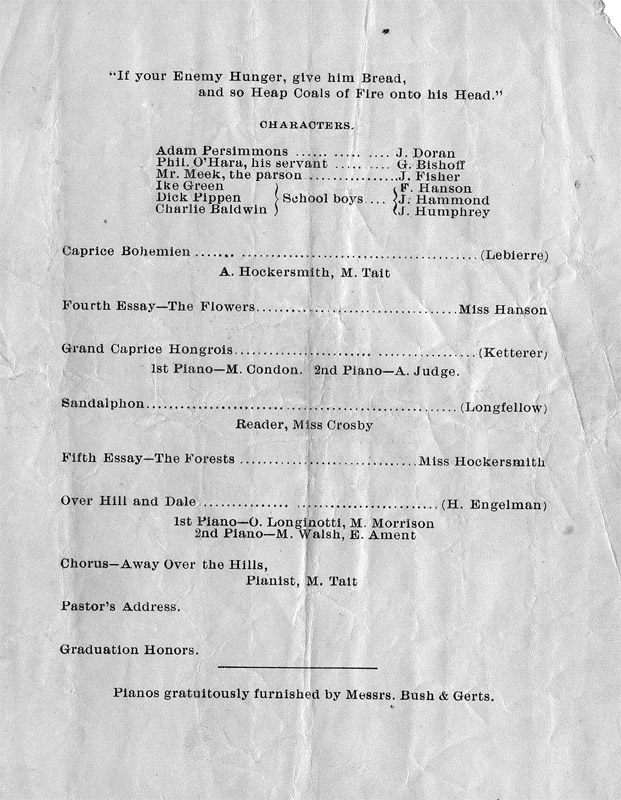 “If your Enemy Hunger, give him Bread,
and so Heap Coals of Fire onto his Head.”
CHARACTERS.
Adam Persimmons ...... ..... .... J. Doran
Phil. O'Hara, his servant ..... .... G. Bishoff
Mr. Meek, the parson ................ J. Fisher
Ike Green } { F. Hanson
Dick Pippen } School boys .... { J. Hammond
Charlie Baldwin } { J. Humphrey
Caprice Bohemien ....... .................................. (Lebierre)
A. Hockersmith, M. Tait
Fourth Essay—The Flowers............................. Miss Hanson
Grand Caprice Hongrois..................... .............. (Ketterer)
1st Piano—M. Condon. 2nd Piano—A. Judge.
Sandalphon............................................. (Longfellow)
Reader, Miss Crosby
Fifth Essay—The Forests .......................... Miss Hockersmith
Over Hill and Dale ............... ...................... (H. Engelman)
1st Piano—O. Longinotti, M. Morrison
2nd Piano—M. Walsh, E. Ament
Chorus—Away Over the Hills,
Pianist, M. Tait
Pastor's Address.
Graduation Honors.
Pianos gratuitously furnished by Messrs. Bush & Gerts.